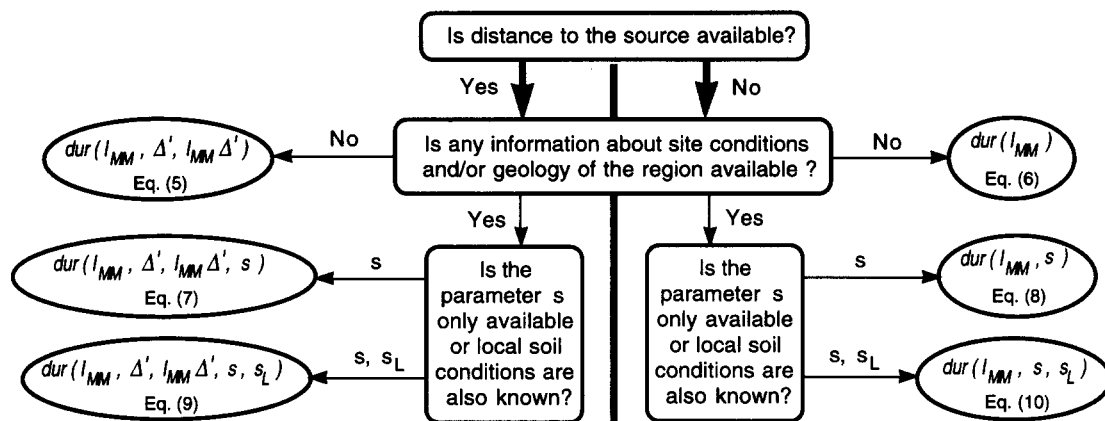 Is distance to the source available?
Yes
No
Is any information about site conditions
and/or geology of the region available ?
No
No
dur(I_MM, Δ', I_MM Δ')
Eq. (5)
dur(I_MM)
Eq. (6)
Yes
Yes
dur(I_MM, Δ', I_MM Δ', s)
Eq. (7)
s
Is the
parameter s
only available
or local soil
conditions are
also known?
s, s_L
dur(I_MM, Δ', I_MM Δ', s, s_L)
Eq. (9)
Is the
parameter s
only available
or local soil
conditions are
also known?
s
dur(I_MM, s)
Eq. (8)
s, s_L
dur(I_MM, s, s_L)
Eq. (10)